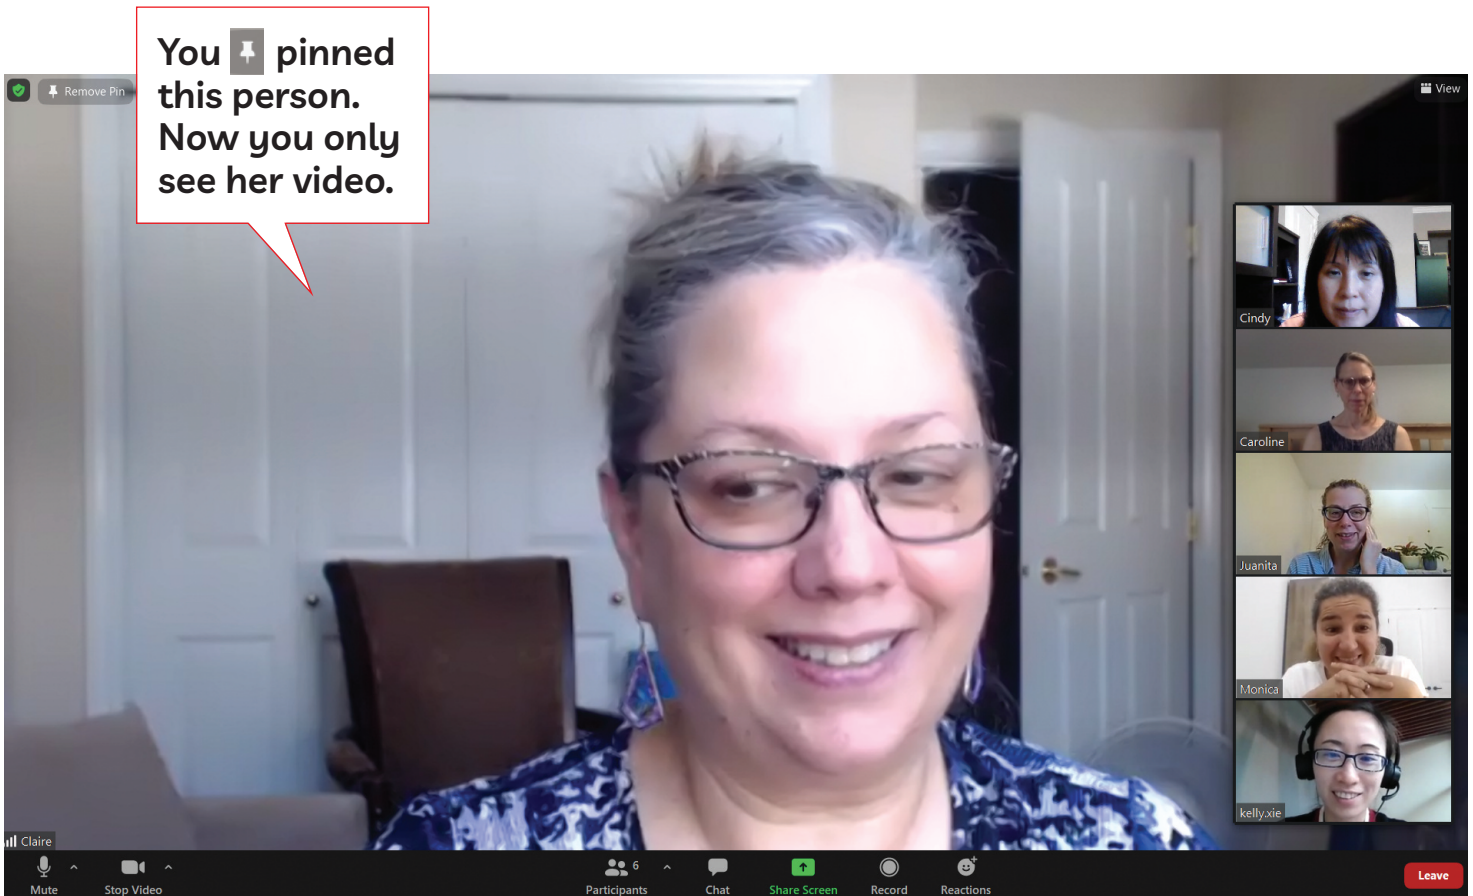 You pinned
this person.
Now you only
see her video.
Remove Pin
View
Cindy
Caroline
Juanita
Monica
kelly.xie
Claire
Mute
Stop Video
Participants
6
Chat
Share Screen
Record
Reactions
Leave